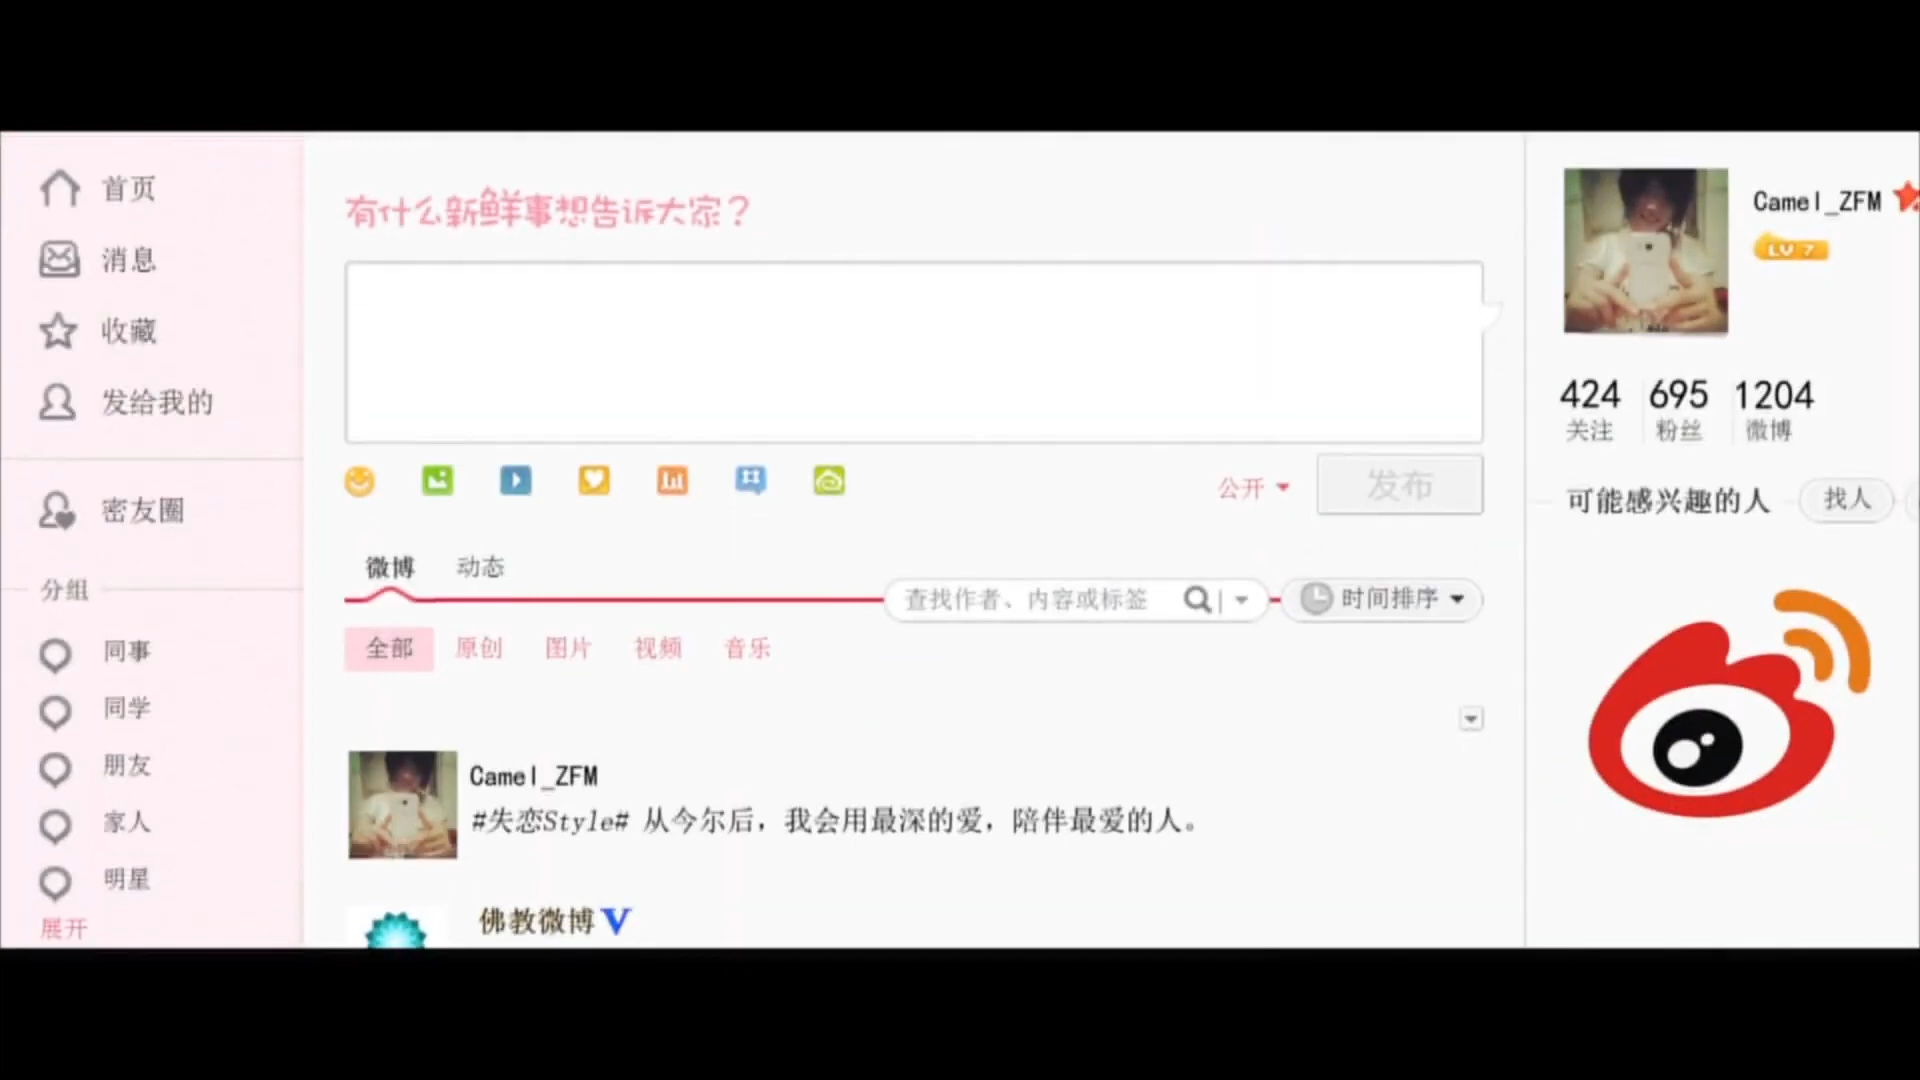 首页
消息
收藏
发给我的
密友圈
分组
同事
同学
朋友
家人
明星
展开
有什么新鲜事想告诉大家？
公开
发布
微博 动态
查找作者、内容或标签
时间排序
全部 原创 图片 视频 音乐
Camel_ZFM
#失恋Style# 从今尔后，我会用最深的爱，陪伴最爱的人。
佛教微博 V
Camel_ZFM
LV 7
424 695 1204
关注 粉丝 微博
可能感兴趣的人 找人